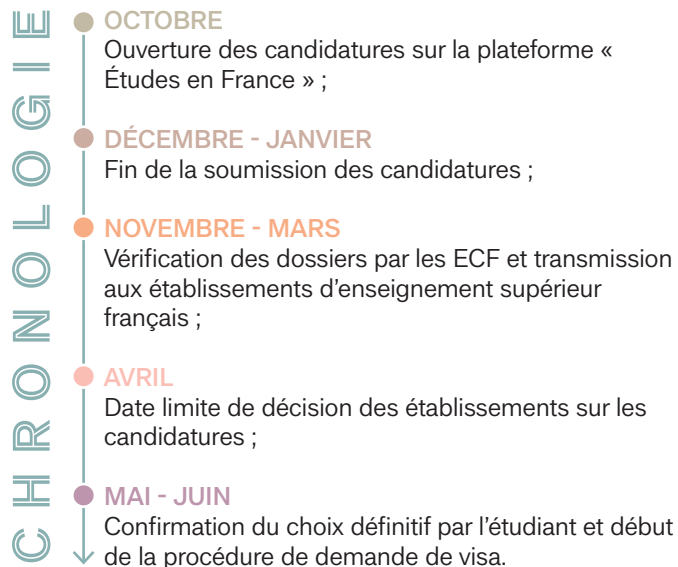 CHRONOLOGIE
OCTOBRE
Ouverture des candidatures sur la plateforme «
Études en France » ;
DÉCEMBRE - JANVIER
Fin de la soumission des candidatures ;
NOVEMBRE - MARS
Vérification des dossiers par les ECF et transmission
aux établissements d’enseignement supérieur
français ;
AVRIL
Date limite de décision des établissements sur les
candidatures ;
MAI - JUIN
Confirmation du choix définitif par l’étudiant et début
de la procédure de demande de visa.